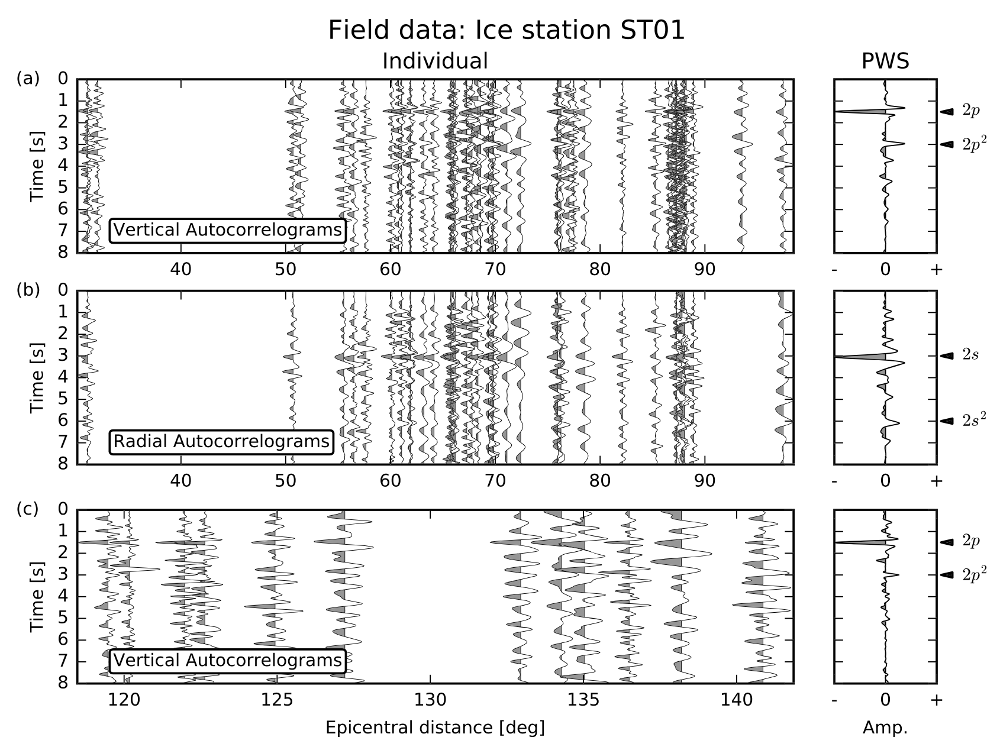 Field data: Ice station ST01
Individual PWS
(a)
0
1
2
3
4
5
6
7
8
Time [s]
Vertical Autocorrelograms
2p
2p²
40 50 60 70 80 90 - 0 +
(b)
0
1
2
3
4
5
6
7
8
Time [s]
Radial Autocorrelograms
2s
2s²
40 50 60 70 80 90 - 0 +
(c)
0
1
2
3
4
5
6
7
8
Time [s]
Vertical Autocorrelograms
2p
2p²
120 125 130 135 140 - 0 +
Epicentral distance [deg] Amp.